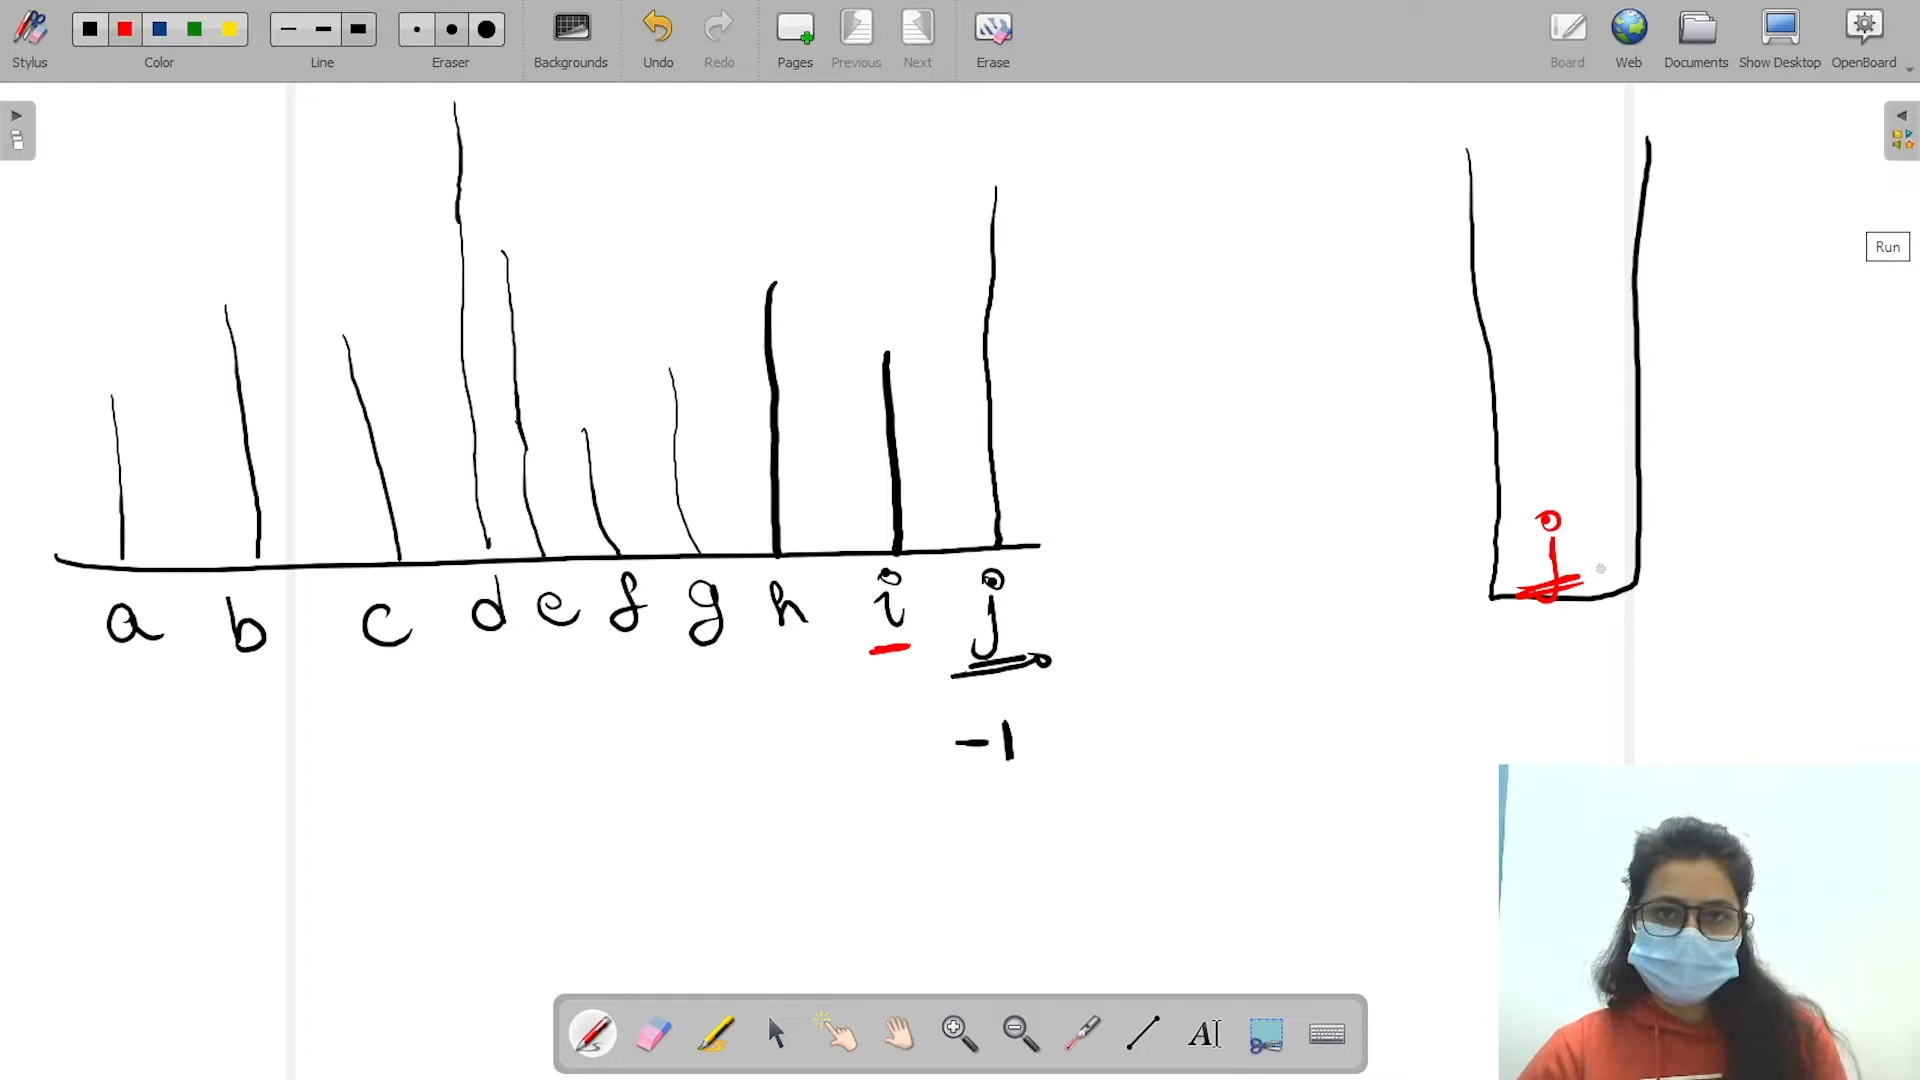 Stylus Color Line Eraser Backgrounds Undo Redo Pages Previous Next Erase Board Web Documents Show Desktop OpenBoard
Run
a b c d e f g h i j
-1
j
AI